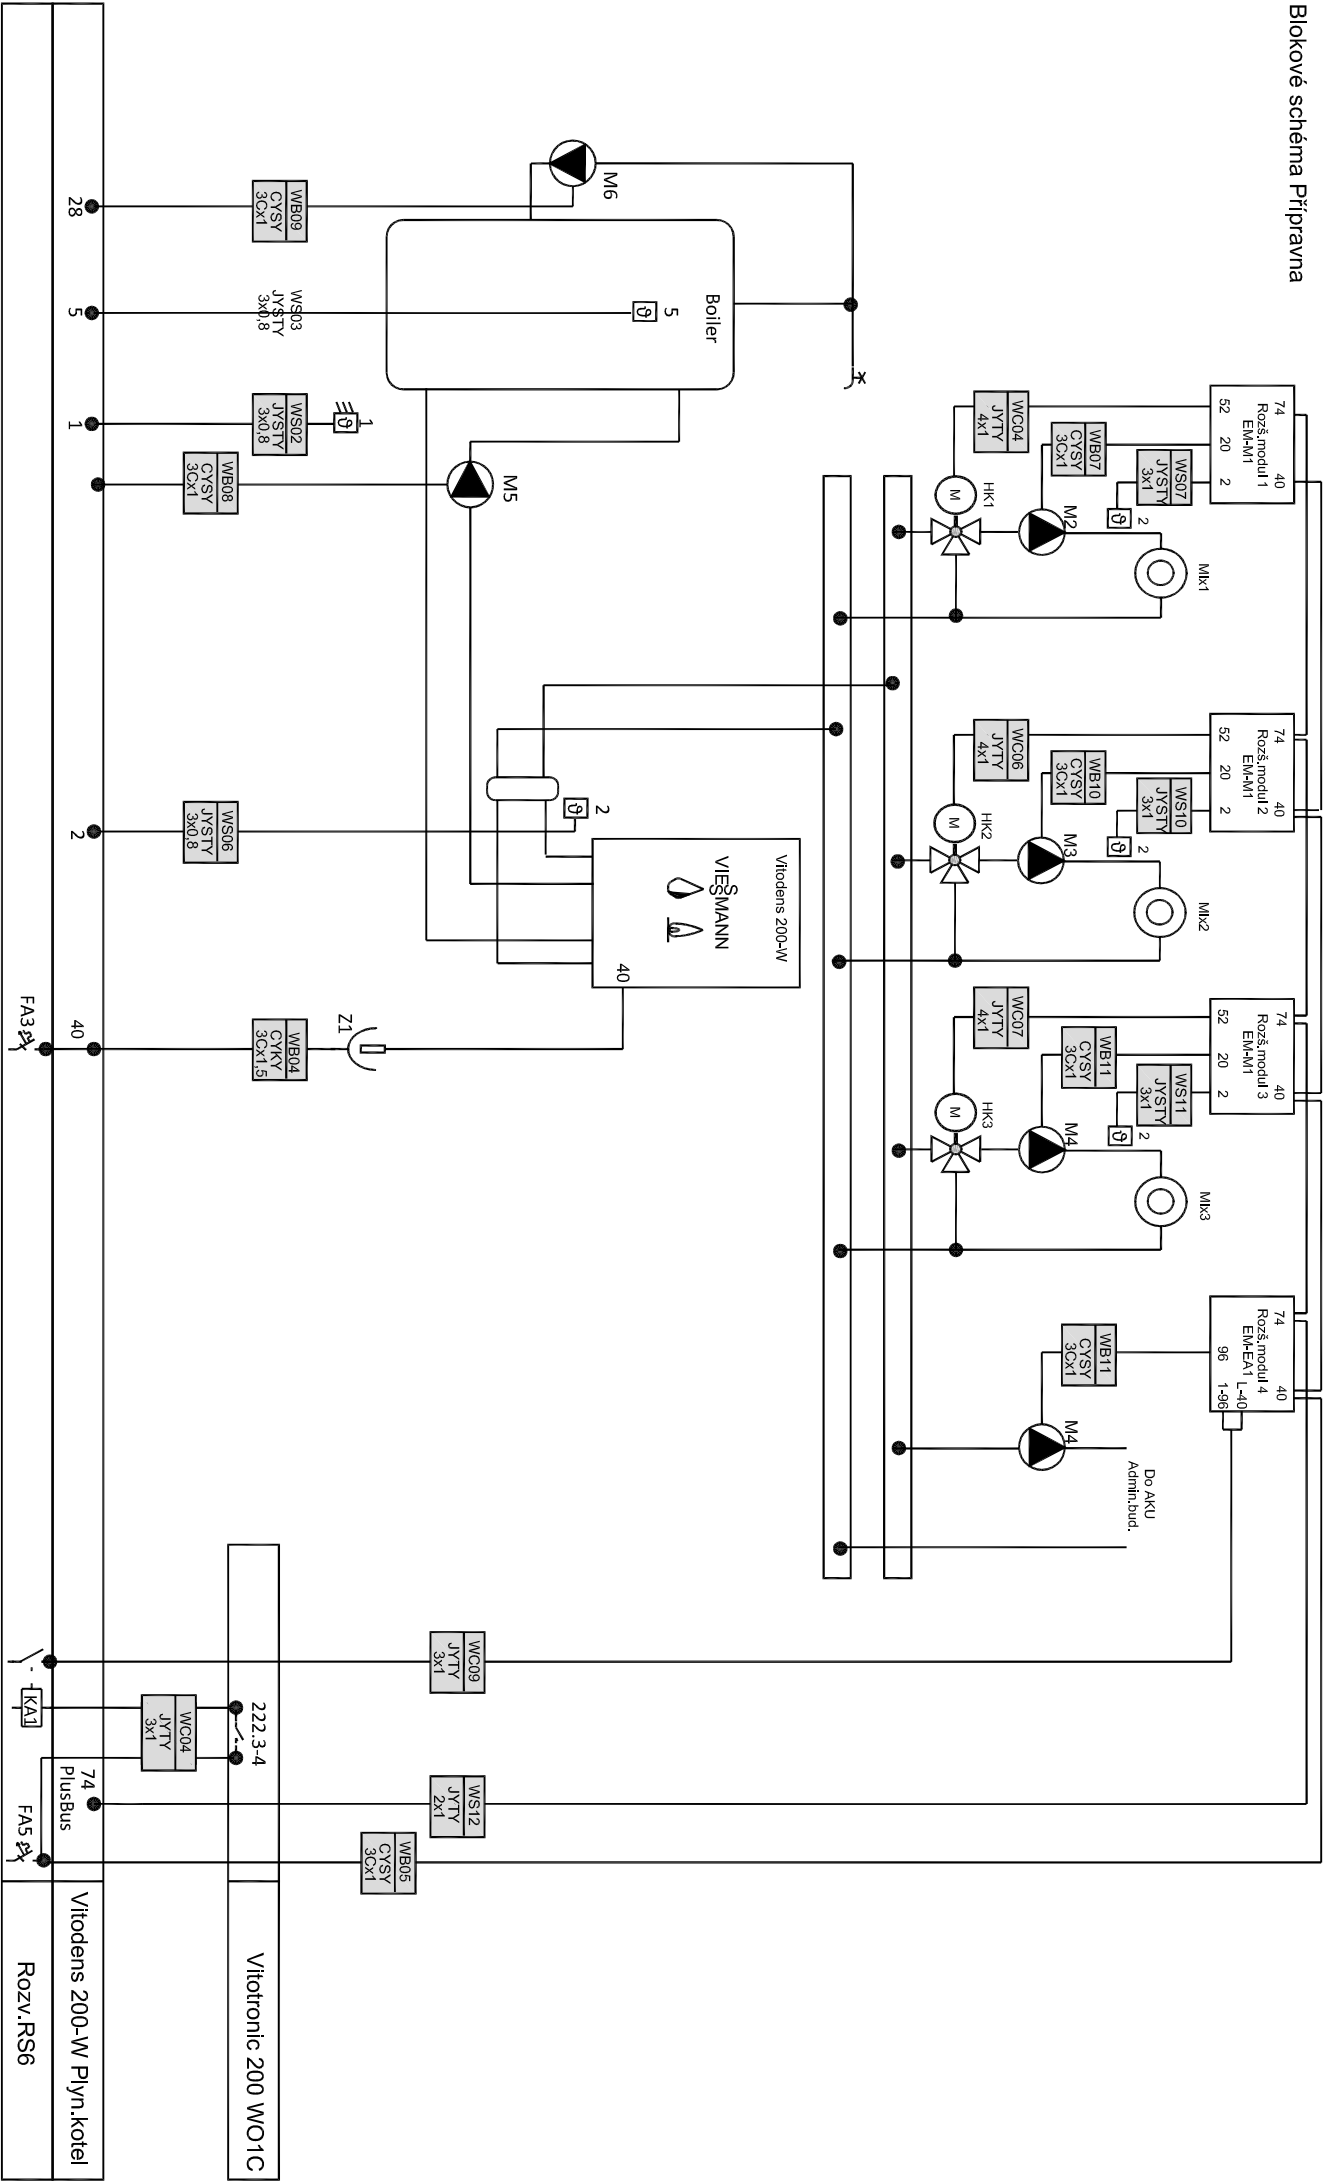 Blokové schéma Přípravna
74
Rozš.modul 1
40
EM-M1
52
20
2
74
Rozš.modul 2
40
EM-M1
52
20
2
74
Rozš.modul 3
40
EM-M1
52
20
2
74
Rozš.modul 4
40
EM-EA1
L-40
96
1-96
MIx1
MIx2
MIx3
WS07
JYSTY
3x1
2
WS10
JYSTY
3x1
2
WS11
JYSTY
3x1
2
WB07
CYSY
3Cx1
WB10
CYSY
3Cx1
WB11
CYSY
3Cx1
WB11
CYSY
3Cx1
Do AKU
Admin.bud.
M2
M3
M4
M4
WC04
JYTY
4x1
WC06
JYTY
4x1
WC07
JYTY
4x1
HK1
M
HK2
M
HK3
M
Boiler
5
ϑ
M6
M5
Vitodens 200-W
VIESSMANN
40
2
ϑ
1
ϑ
Z1
WB09
CYSY
3Cx1
WS03
JYSTY
3x0,8
WS02
JYSTY
3x0,8
WB08
CYSY
3Cx1
WS06
JYSTY
3x0,8
WB04
CYKY
3Cx1,5
WC09
JYTY
3x1
WS12
JYTY
2x1
WB05
CYSY
3Cx1
222.3-4
Vitotronic 200 WO1C
WC04
JYTY
3x1
28
5
1
2
40
74
PlusBus
Vitodens 200-W Plyn.kotel
FA3
KA1
FA5
Rozv.RS6